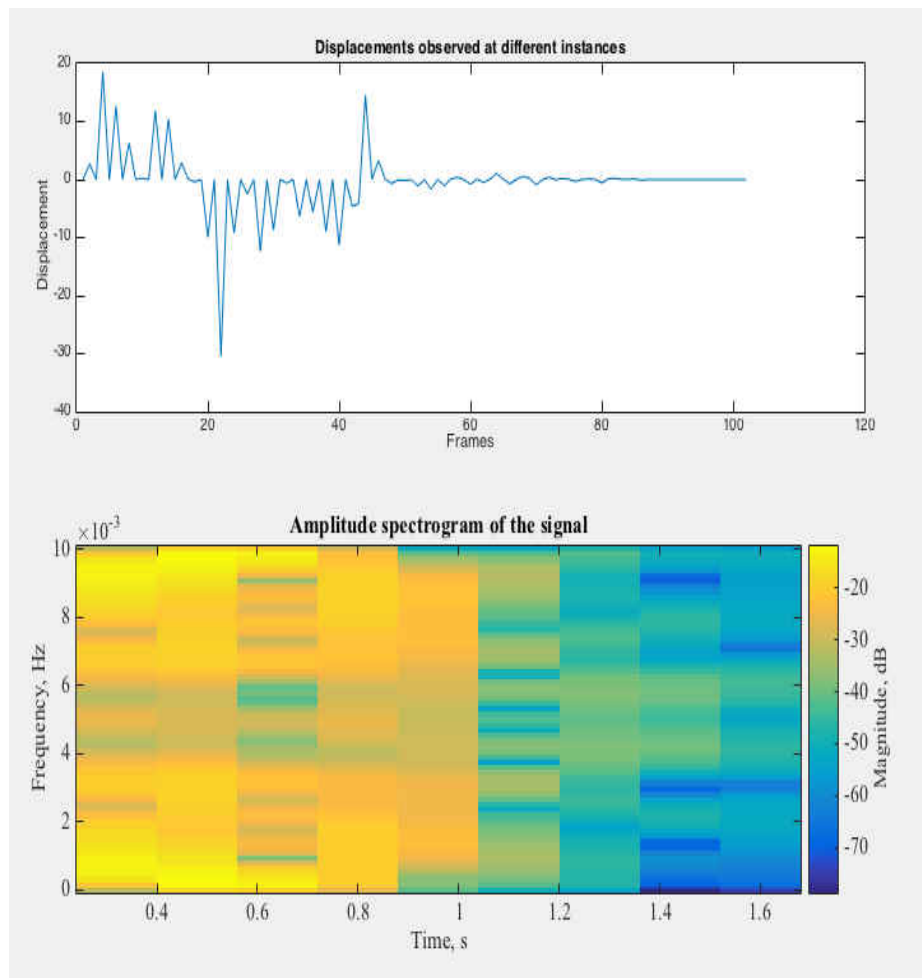 Displacements observed at different instances
20
10
0
-10
-20
-30
-40
Displacement
0 20 40 60 80 100 120
Frames
Amplitude spectrogram of the signal
×10-3
10
8
6
4
2
0
Frequency, Hz
0.4 0.6 0.8 1 1.2 1.4 1.6
Time, s
-20
-30
-40
-50
-60
-70
Magnitude, dB